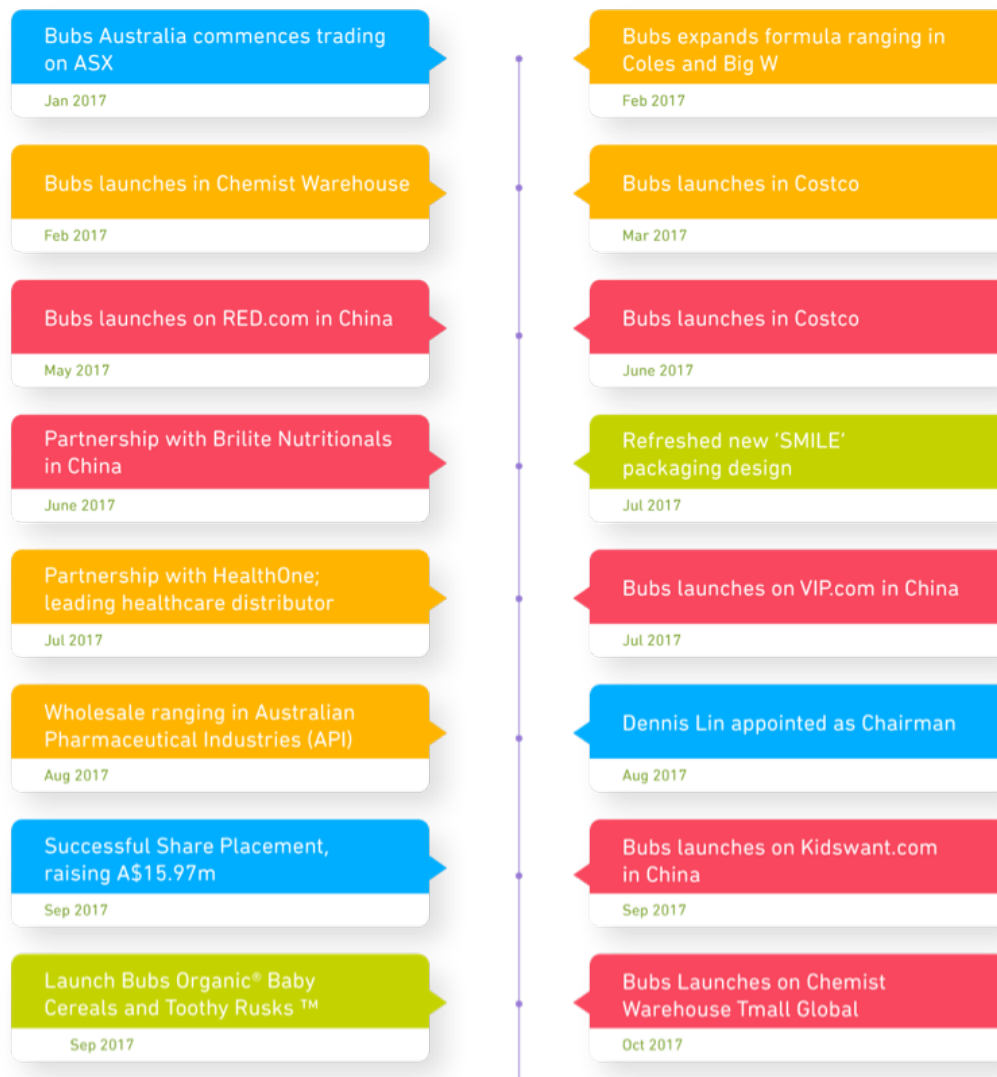 Bubs Australia commences trading
on ASX
Jan 2017
Bubs expands formula ranging in
Coles and Big W
Feb 2017
Bubs launches in Chemist Warehouse
Feb 2017
Bubs launches in Costco
Mar 2017
Bubs launches on RED.com in China
May 2017
Bubs launches in Costco
June 2017
Partnership with Brilite Nutritionals
in China
June 2017
Refreshed new ‘SMILE’
packaging design
Jul 2017
Partnership with HealthOne;
leading healthcare distributor
Jul 2017
Bubs launches on VIP.com in China
Jul 2017
Wholesale ranging in Australian
Pharmaceutical Industries (API)
Aug 2017
Dennis Lin appointed as Chairman
Aug 2017
Successful Share Placement,
raising A$15.97m
Sep 2017
Bubs launches on Kidswant.com
in China
Sep 2017
Launch Bubs Organic® Baby
Cereals and Toothy Rusks ™
Sep 2017
Bubs Launches on Chemist
Warehouse Tmall Global
Oct 2017